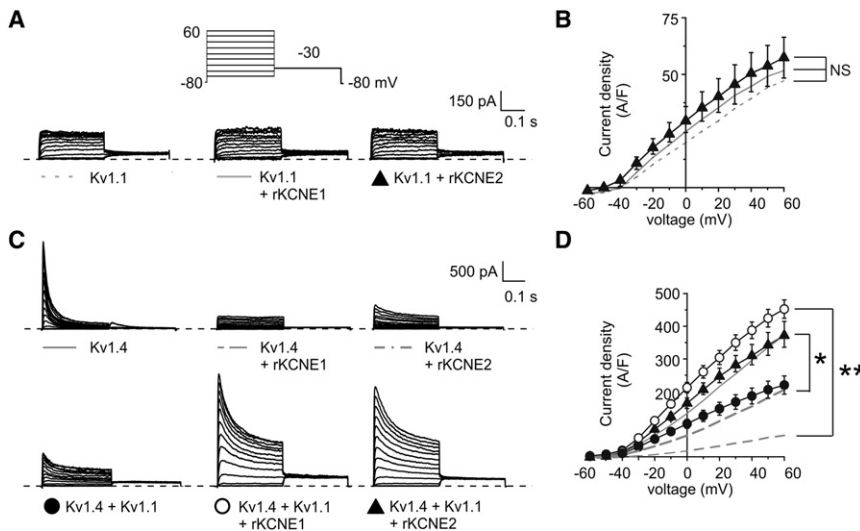 A
60
-30
-80
-80 mV
150 pA
0.1 s
Kv1.1
Kv1.1
+ rKCNE1
Kv1.1 + rKCNE2
B
Current density
(A/F)
75
50
NS
-60
-40
-20
0
20
40
60
voltage (mV)
C
500 pA
0.1 s
Kv1.4
Kv1.4
+ rKCNE1
Kv1.4
+ rKCNE2
Kv1.4 + Kv1.1
Kv1.4 + Kv1.1
+ rKCNE1
Kv1.4 + Kv1.1
+ rKCNE2
D
Current density
(A/F)
500
400
300
200
*
**
-60
-40
-20
0
20
40
60
voltage (mV)